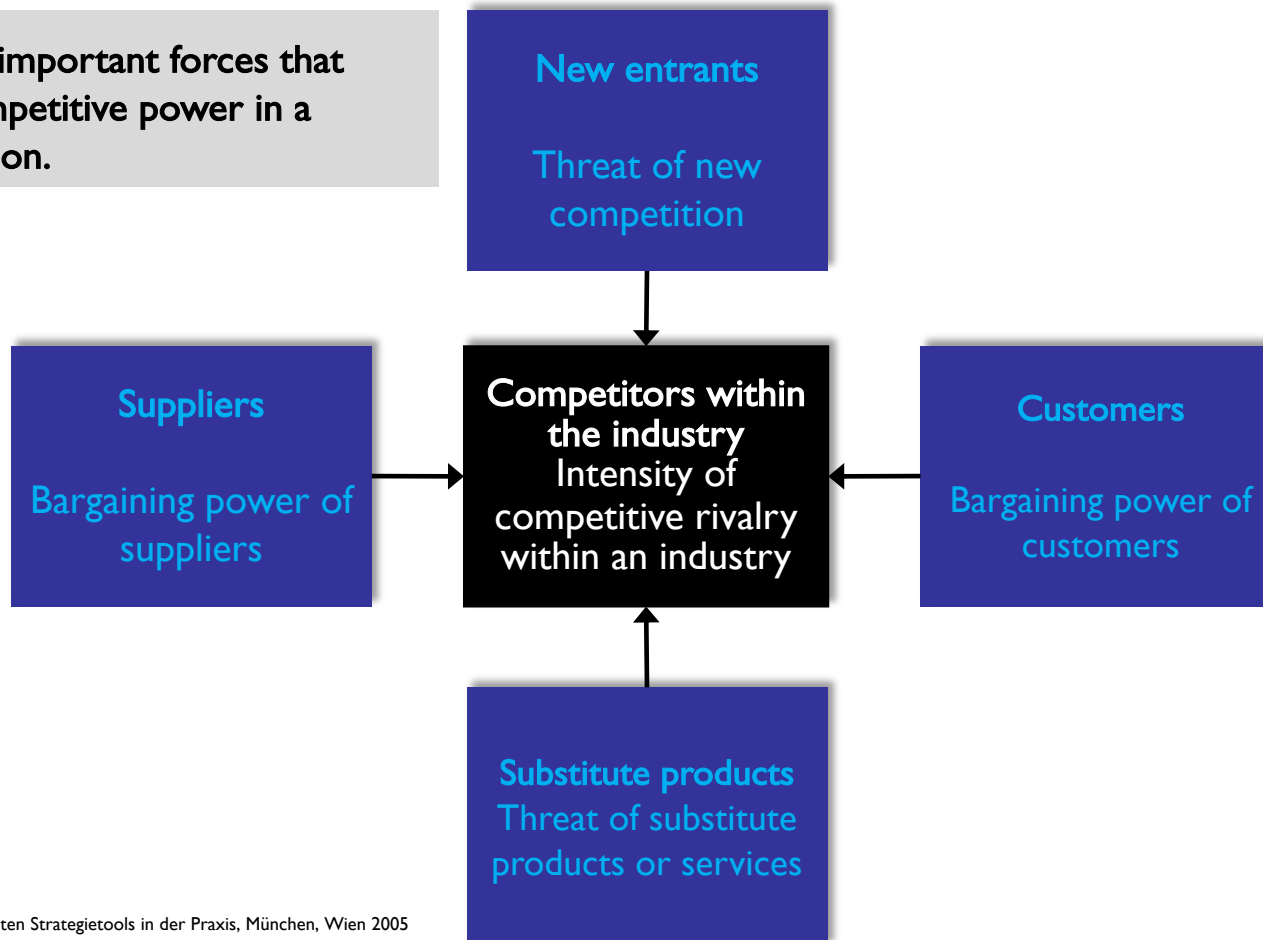 important forces that
mpetitive power in a
on.
New entrants
Threat of new
competition
Suppliers
Bargaining power of
suppliers
Competitors within
the industry
Intensity of
competitive rivalry
within an industry
Customers
Bargaining power of
customers
Substitute products
Threat of substitute
products or services
ten Strategietools in der Praxis, München, Wien 2005